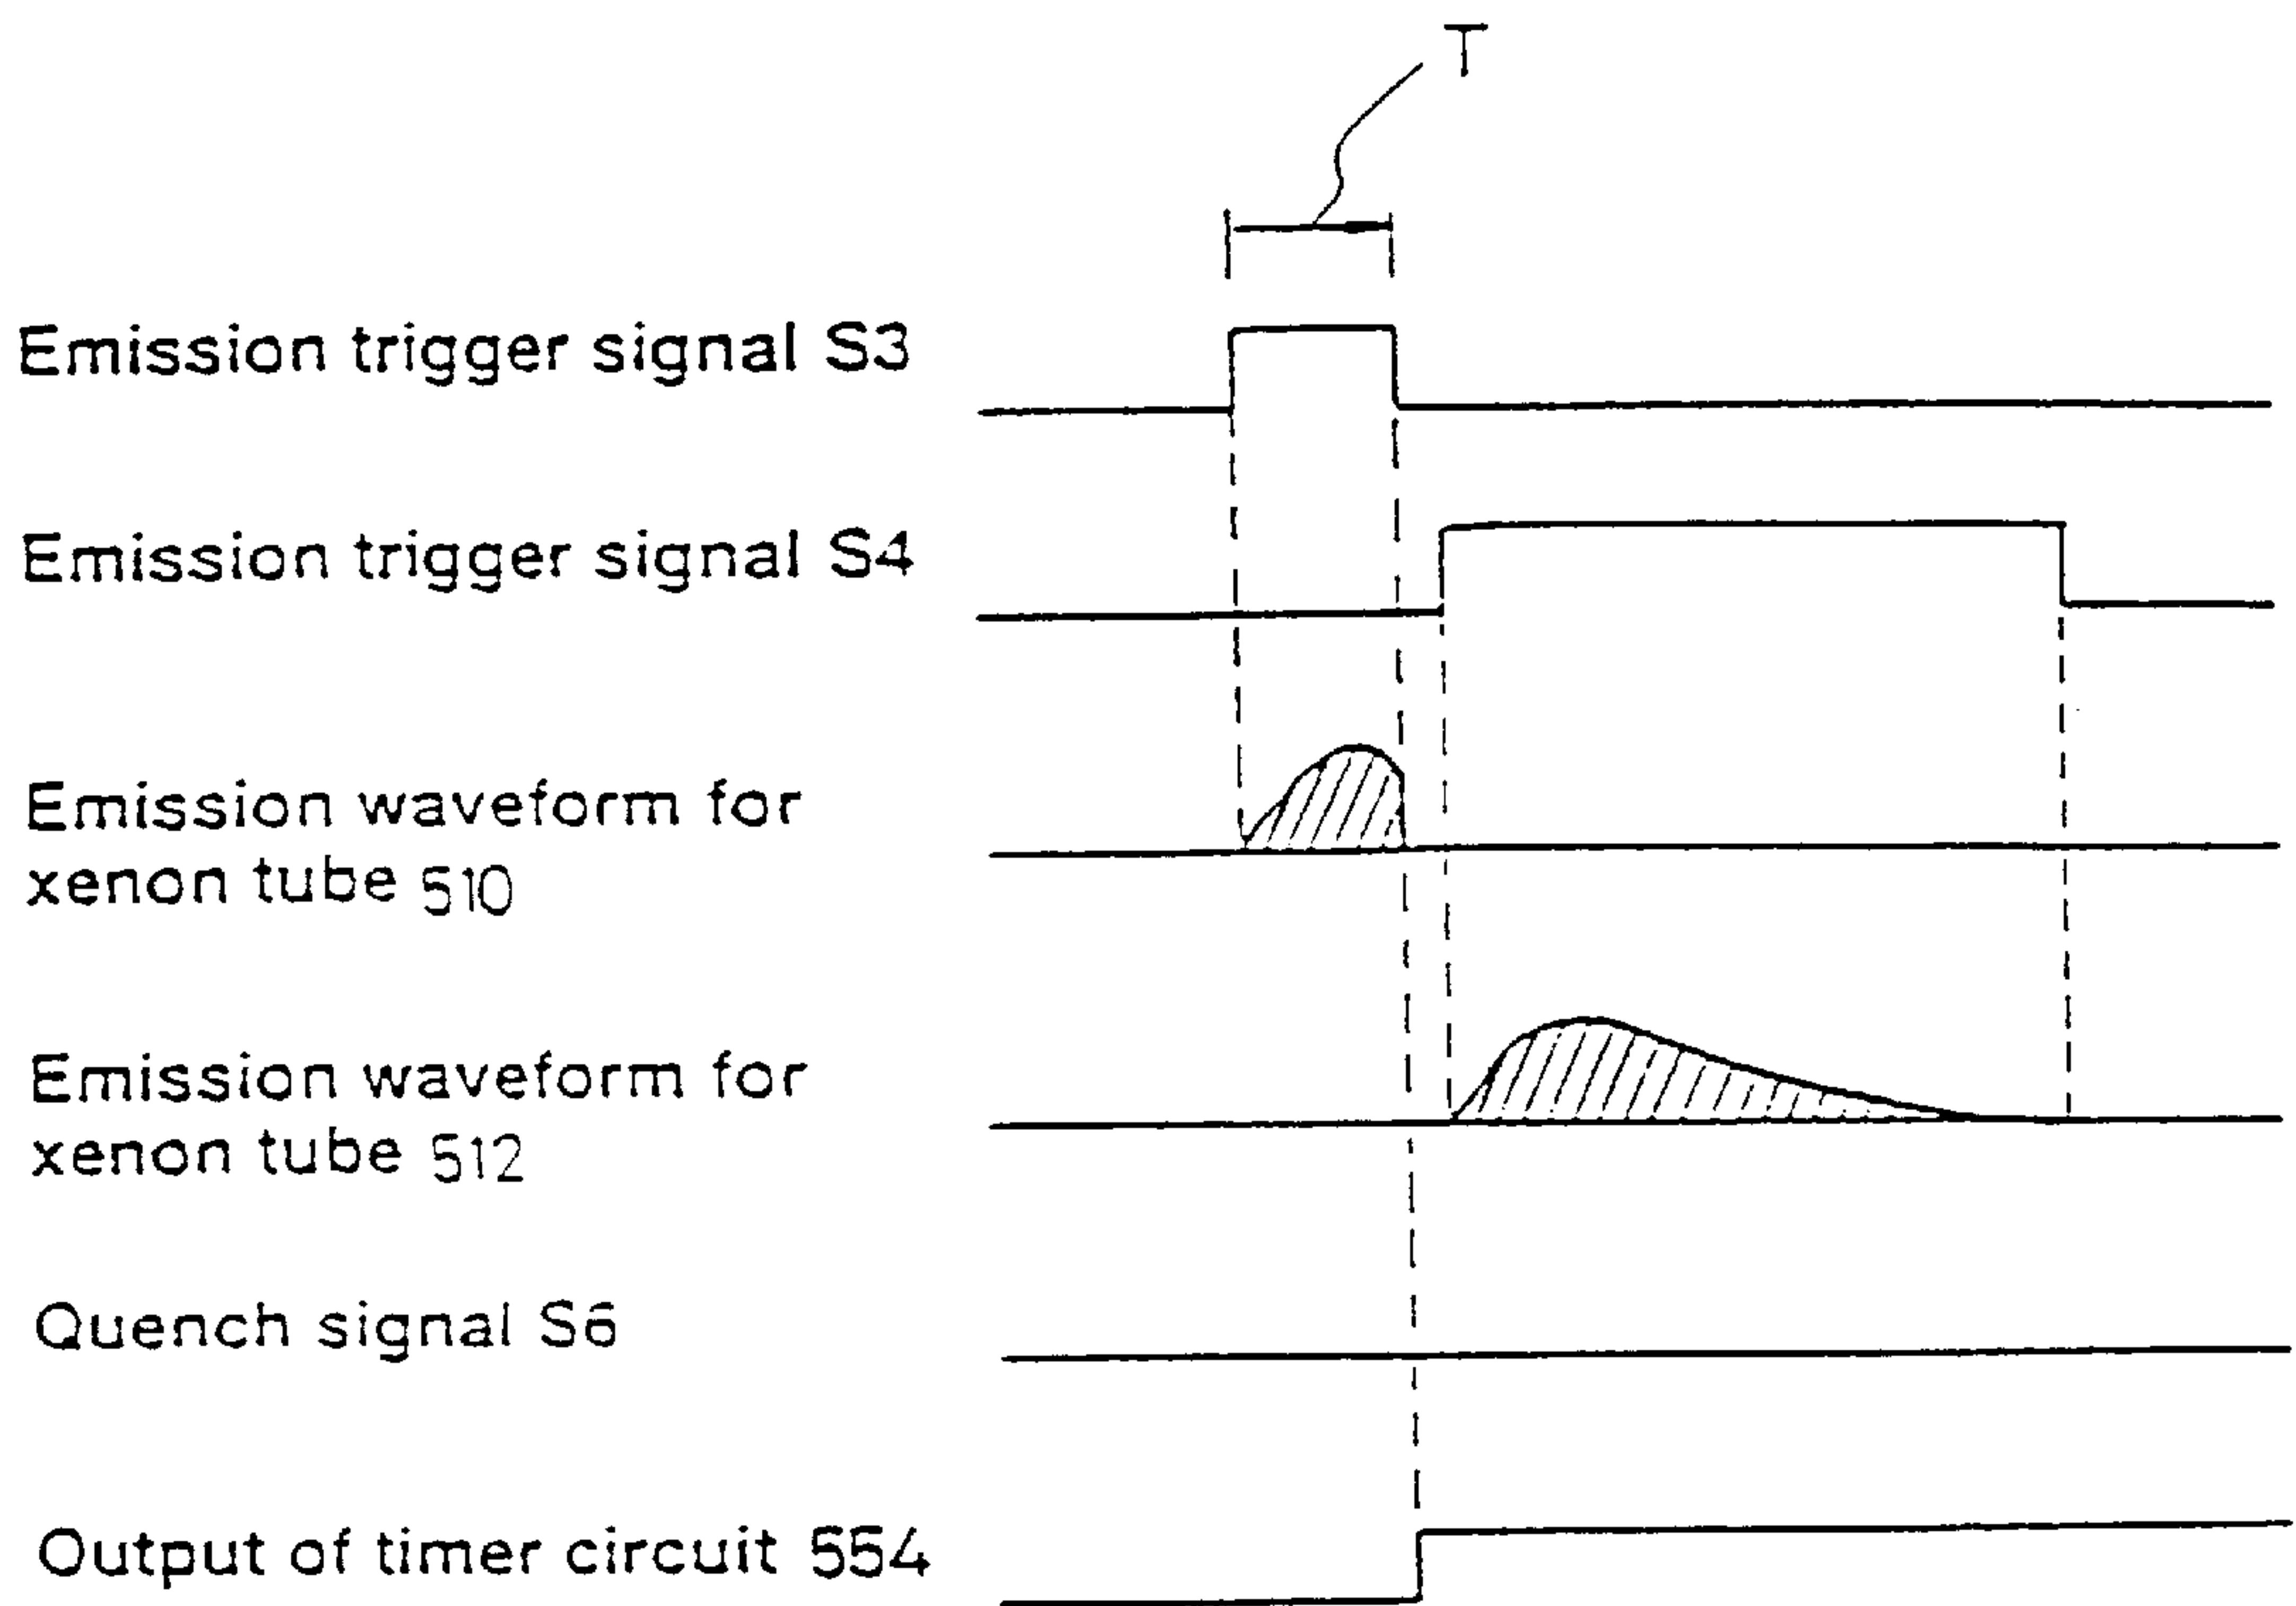 T
Emission trigger signal S3
Emission trigger signal S4
Emission waveform for
xenon tube 510
Emission waveform for
xenon tube 512
Quench signal S6
Output of timer circuit 554